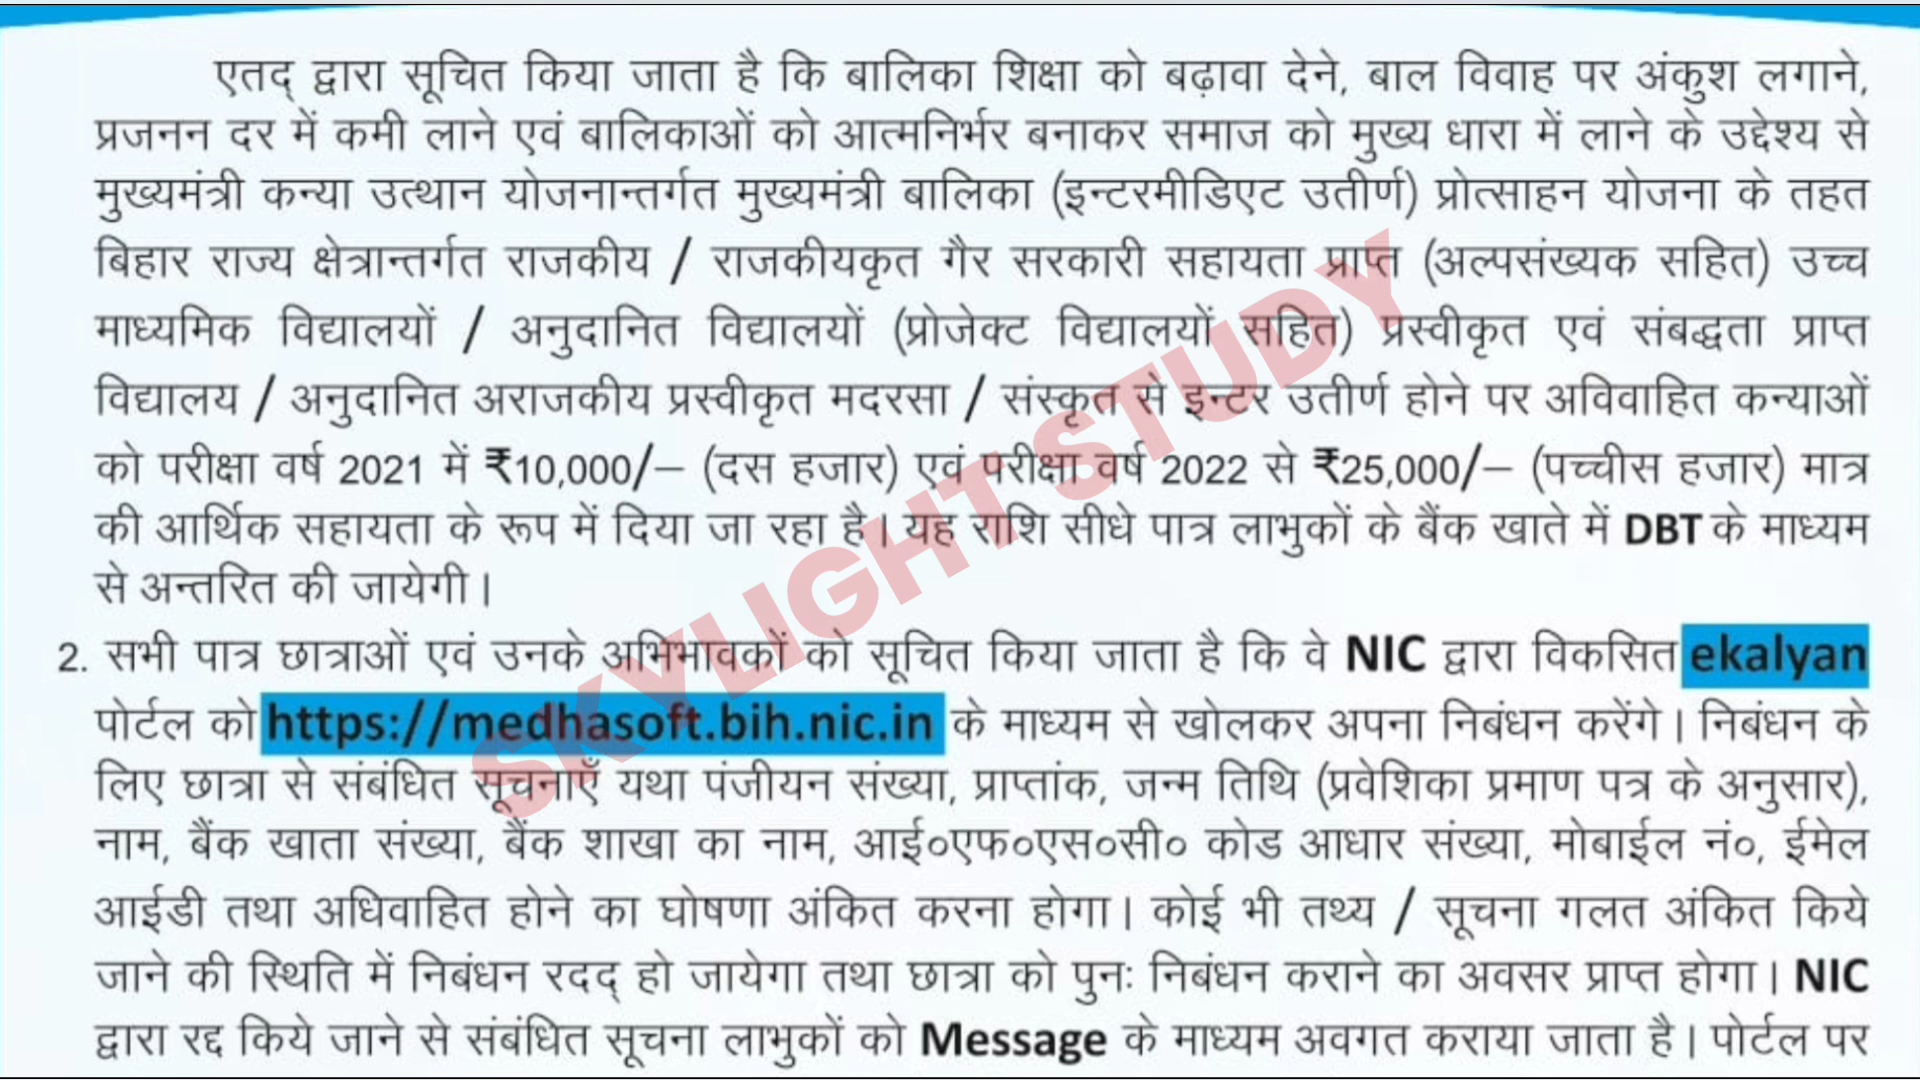 एतद् द्वारा सूचित किया जाता है कि बालिका शिक्षा को बढ़ावा देने, बाल विवाह पर अंकुश लगाने,
प्रजनन दर में कमी लाने एवं बालिकाओं को आत्मनिर्भर बनाकर समाज को मुख्य धारा में लाने के उद्देश्य से
मुख्यमंत्री कन्या उत्थान योजनान्तर्गत मुख्यमंत्री बालिका (इन्टरमीडिएट उतीर्ण) प्रोत्साहन योजना के तहत
बिहार राज्य क्षेत्रान्तर्गत राजकीय / राजकीयकृत गैर सरकारी सहायता प्राप्त (अल्पसंख्यक सहित) उच्च
माध्यमिक विद्यालयों / अनुदानित विद्यालयों (प्रोजेक्ट विद्यालयों सहित) प्रस्वीकृत एवं संबद्धता प्राप्त
विद्यालय / अनुदानित अराजकीय प्रस्वीकृत मदरसा / संस्कृत से इन्टर उतीर्ण होने पर अविवाहित कन्याओं
को परीक्षा वर्ष 2021 में ₹10,000/– (दस हजार) एवं परीक्षा वर्ष 2022 से ₹25,000/– (पच्चीस हजार) मात्र
की आर्थिक सहायता के रूप में दिया जा रहा है। यह राशि सीधे पात्र लाभुकों के बैंक खाते में DBT के माध्यम
से अन्तरित की जायेगी।
2. सभी पात्र छात्राओं एवं उनके अभिभावकों को सूचित किया जाता है कि वे NIC द्वारा विकसित ekalyan
पोर्टल को https://medhasoft.bih.nic.in के माध्यम से खोलकर अपना निबंधन करेंगे। निबंधन के
लिए छात्रा से संबंधित सूचनाएँ यथा पंजीयन संख्या, प्राप्तांक, जन्म तिथि (प्रवेशिका प्रमाण पत्र के अनुसार),
नाम, बैंक खाता संख्या, बैंक शाखा का नाम, आई०एफ०एस०सी० कोड आधार संख्या, मोबाईल नं०, ईमेल
आईडी तथा अधिवाहित होने का घोषणा अंकित करना होगा। कोई भी तथ्य / सूचना गलत अंकित किये
जाने की स्थिति में निबंधन रदद् हो जायेगा तथा छात्रा को पुनः निबंधन कराने का अवसर प्राप्त होगा। NIC
द्वारा रद्द किये जाने से संबंधित सूचना लाभुकों को Message के माध्यम अवगत कराया जाता है। पोर्टल पर
SKYLIGHT STUDY